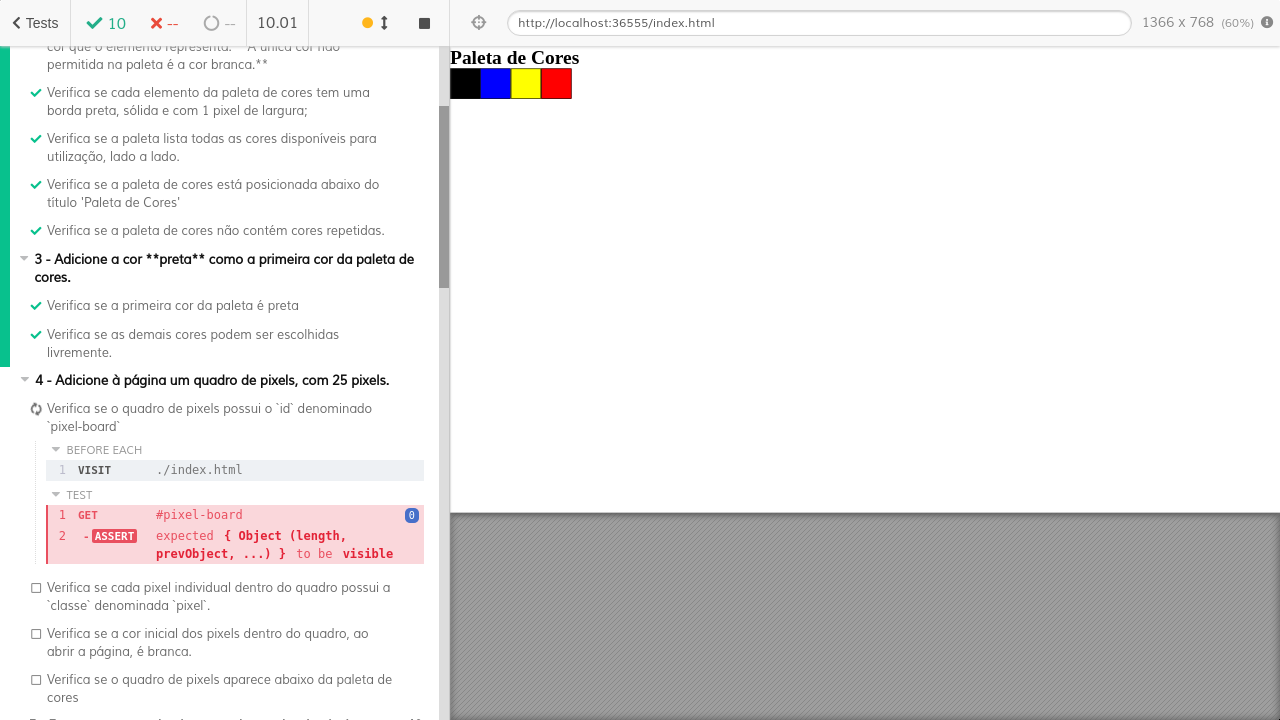 Tests
10
--
--
10.01
http://localhost:36555/index.html
1366 x 768 (60%)
cor que o elemento representa. **A única cor não
permitida na paleta é a cor branca.**
Verifica se cada elemento da paleta de cores tem uma
borda preta, sólida e com 1 pixel de largura;
Verifica se a paleta lista todas as cores disponíveis para
utilização, lado a lado.
Verifica se a paleta de cores está posicionada abaixo do
título 'Paleta de Cores'
Verifica se a paleta de cores não contém cores repetidas.
3 - Adicione a cor **preta** como a primeira cor da paleta de
cores.
Verifica se a primeira cor da paleta é preta
Verifica se as demais cores podem ser escolhidas
livremente.
4 - Adicione à página um quadro de pixels, com 25 pixels.
Verifica se o quadro de pixels possui o `id` denominado
`pixel-board`
BEFORE EACH
1 VISIT ./index.html
TEST
1 GET #pixel-board 0
2 -ASSERT expected { Object (length,
prevObject, ...) } to be visible
Verifica se cada pixel individual dentro do quadro possui a
`classe` denominada `pixel`.
Verifica se a cor inicial dos pixels dentro do quadro, ao
abrir a página, é branca.
Verifica se o quadro de pixels aparece abaixo da paleta de
cores
Paleta de Cores